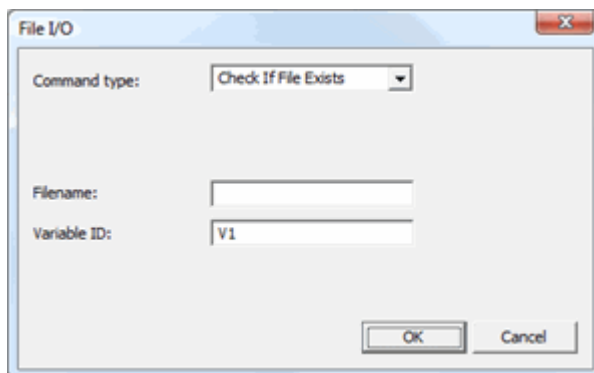 File I/O
Command type: Check If File Exists
Filename:
Variable ID: V1
OK Cancel